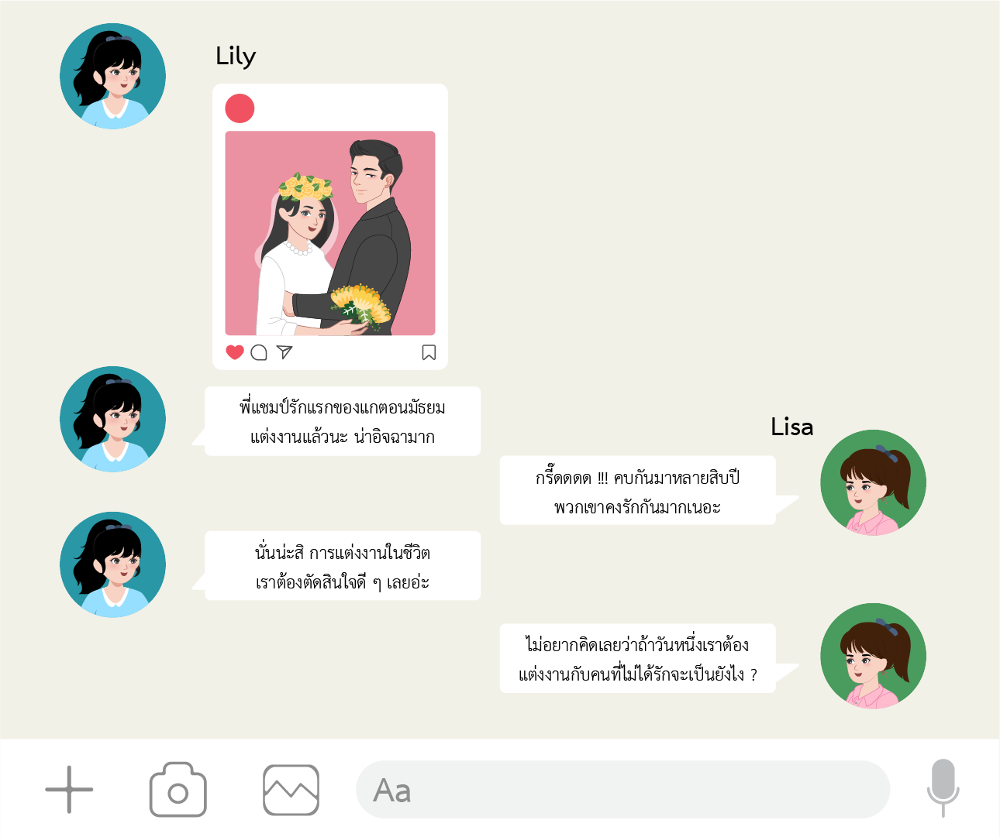 Lily
พี่แชมป์รักแรกของแกตอนมัธยม
แต่งงานแล้วนะ น่าอิจฉามาก
Lisa
กรี๊ดดดด !!! คบกันมาหลายสิบปี
พวกเขาคงรักกันมากเนอะ
นั่นน่ะสิ การแต่งงานในชีวิต
เราต้องตัดสินใจดี ๆ เลยอ่ะ
ไม่อยากคิดเลยว่าถ้าวันหนึ่งเราต้อง
แต่งงานกับคนที่ไม่ได้รักจะเป็นยังไง ?
Aa